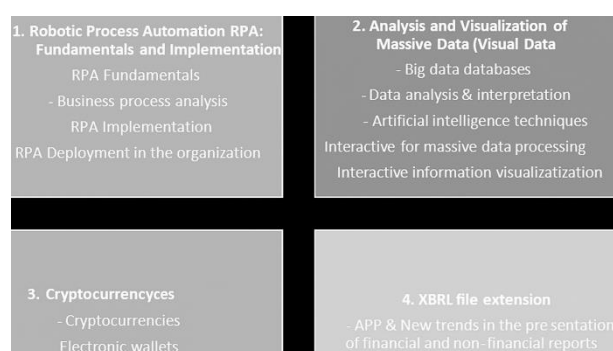 1. Robotic Process Automation RPA:
Fundamentals and Implementation
RPA Fundamentals
- Business process analysis
RPA Implementation
RPA Deployment in the organization
2. Analysis and Visualization of
Massive Data (Visual Data
- Big data databases
- Data analysis & interpretation
- Artificial intelligence techniques
Interactive for massive data processing
Interactive information visualizatization
3. Cryptocurrencyces
- Cryptocurrencies
Electronic wallets
4. XBRL file extension
- APP & New trends in the pre sentation
of financial and non-financial reports